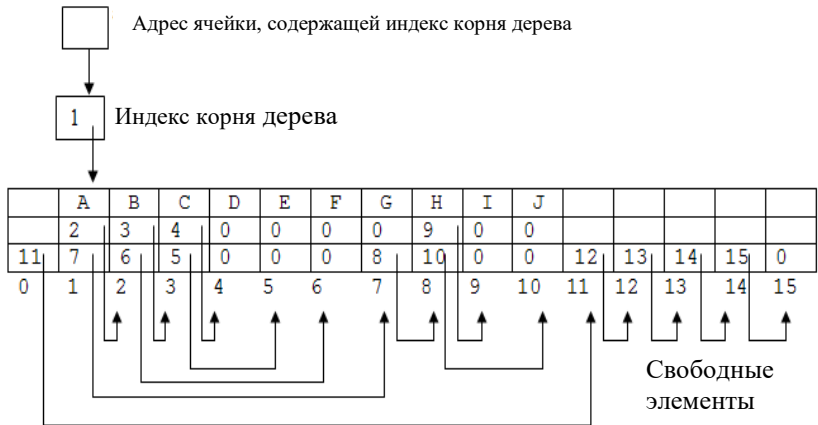 Адрес ячейки, содержащей индекс корня дерева
1 Индекс корня дерева
A B C D E F G H I J
2 3 4 0 0 0 0 9 0 0
11 7 6 5 0 0 0 8 10 0 0 12 13 14 15 0
0 1 2 3 4 5 6 7 8 9 10 11 12 13 14 15
Свободные
элементы